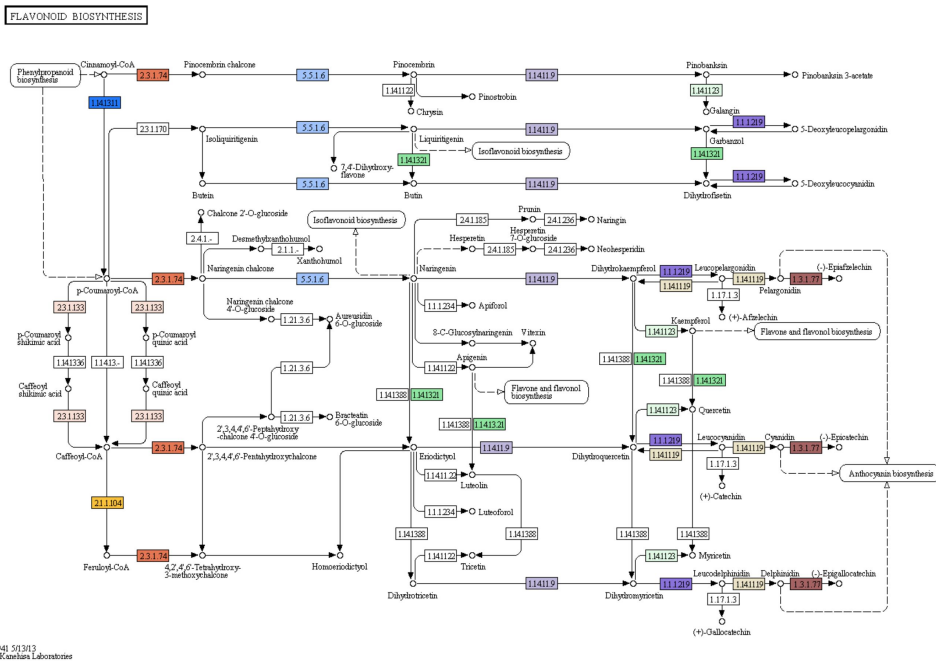 FLAVONOID BIOSYNTHESIS
Phenylpropanoid
biosynthesis
Cinnamoyl-CoA
2.3.1.74
Pinocembrin chalcone
5.5.1.6
Pinocembrin
1.14.11.9
Pinobanksin
Pinobanksin 3-acetate
1.14.11.22
Pinostrobin
Chrysin
1.14.11.23
Galangin
1.14.13.11
2.3.1.170
Isoliquiritigenin
5.5.1.6
Liquiritigenin
1.14.11.9
Garbanzol
1.1.1.219
5-Deoxyleucopelargonidin
7,4'-Dihydroxy-
flavone
Isoflavonoid biosynthesis
1.14.13.21
1.14.13.21
Butein
5.5.1.6
Butin
1.14.11.9
Dihydrofisetin
1.1.1.219
5-Deoxyleucocyanidin
Chalcone 2'-O-glucoside
2.4.1.-
Desmethylxanthohumol
2.1.1.-
Xanthohumol
Isoflavonoid biosynthesis
2.4.1.185
Prunin
2.4.1.236
Naringin
Hesperetin
2.4.1.185
Hesperetin
7-O-glucoside
2.4.1.236
Neohesperidin
p-Coumaroyl-CoA
2.3.1.74
Naringenin chalcone
5.5.1.6
Naringenin
1.14.11.9
Dihydrokaempferol
1.1.1.219
1.14.11.19
Leucopelargonidin
1.14.11.19
Pelargonidin
1.3.1.77
(-)-Epiafzelechin
1.17.1.3
(+)-Afzelechin
2.3.1.133
2.3.1.133
p-Coumaroyl
shikimic acid
p-Coumaroyl
quinic acid
1.14.13.36
1.14.13.-
1.14.13.36
Caffeoyl
shikimic acid
Caffeoyl
quinic acid
2.3.1.133
2.3.1.133
Naringenin chalcone
4'-O-glucoside
1.21.3.6
Aureusidin
6-O-glucoside
1.21.3.6
1.21.3.6
Bracteatin
6-O-glucoside
2',3,4,4',6'-Peptahydroxy
-chalcone 4'-O-glucoside
1.1.1.234
Apiforol
8-C-Glucosylnaringenin
Vitexin
1.14.11.22
Apigenin
Flavone and flavonol
biosynthesis
1.14.13.88
1.14.13.21
1.14.13.88
1.14.13.21
1.14.11.23
Kaempferol
Flavone and flavonol biosynthesis
1.14.13.88
1.14.13.21
1.14.13.88
1.14.13.21
1.14.11.23
Quercetin
Caffeoyl-CoA
2.3.1.74
2',3,4,4',6'-Pentahydroxychalcone
Eriodictyol
1.14.11.9
Dihydroquercetin
1.1.1.219
1.14.11.19
Leucocyanidin
1.14.11.19
Cyanidin
1.3.1.77
(-)-Epicatechin
1.17.1.3
(+)-Catechin
Anthocyanin biosynthesis
1.14.11.22
Luteolin
1.1.1.234
Luteoforol
2.1.1.104
1.14.13.88
1.14.13.88
1.14.13.88
1.14.13.88
Feruloyl-CoA
2.3.1.74
4,2',4',6'-Tetrahydroxy-
3-methoxychalcone
Homoeriodictyol
1.14.11.22
Tricetin
1.14.11.23
Myricetin
Dihydrotricetin
1.14.11.9
Dihydromyricetin
1.1.1.219
Leucodelphinidin
1.14.11.19
Delphinidin
1.3.1.77
(-)-Epigallocatechin
1.17.1.3
(+)-Gallocatechin
41 5/13/13
Kanehisa Laboratories